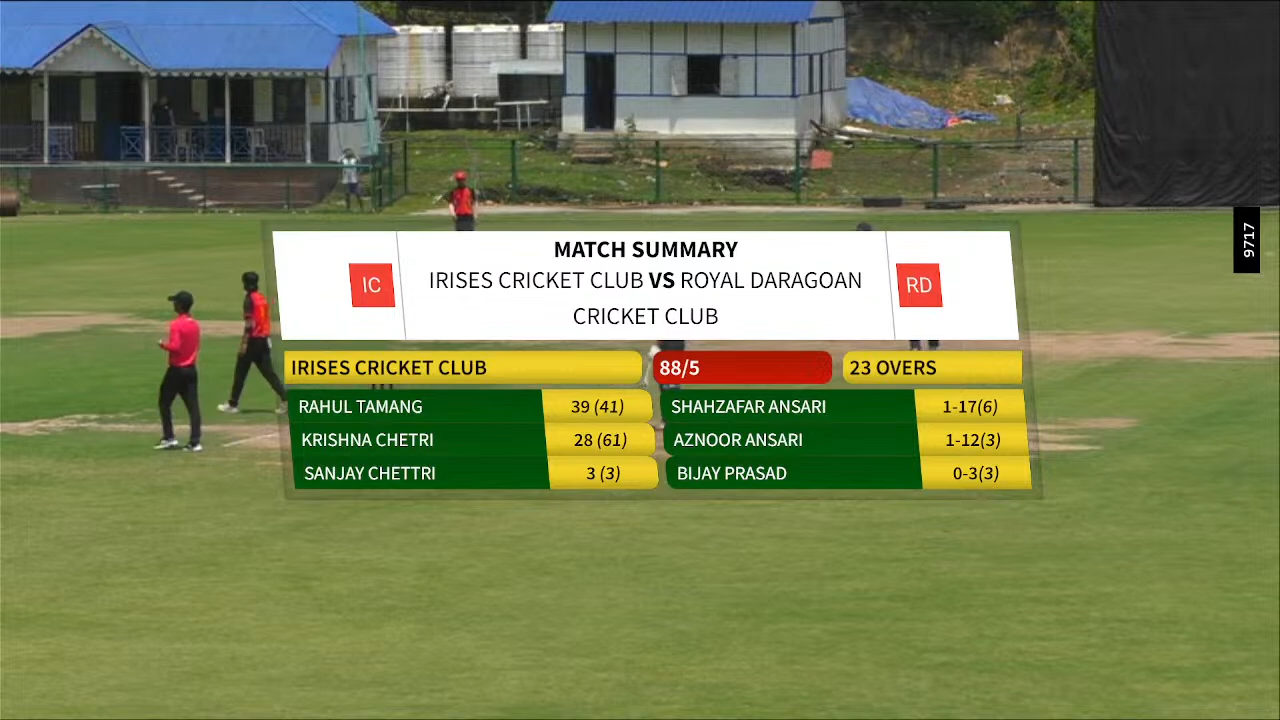 MATCH SUMMARY
IC
IRISES CRICKET CLUB VS ROYAL DARAGOAN
CRICKET CLUB
RD
9717
IRISES CRICKET CLUB 88/5 23 OVERS
RAHUL TAMANG 39 (41) SHAHZAFAR ANSARI 1-17(6)
KRISHNA CHETRI 28 (61) AZNOOR ANSARI 1-12(3)
SANJAY CHETTRI 3 (3) BIJAY PRASAD 0-3(3)